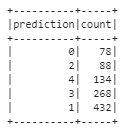 +----------+-----+
|prediction|count|
+----------+-----+
|         0|   78|
|         2|   88|
|         4|  134|
|         3|  268|
|         1|  432|
+----------+-----+